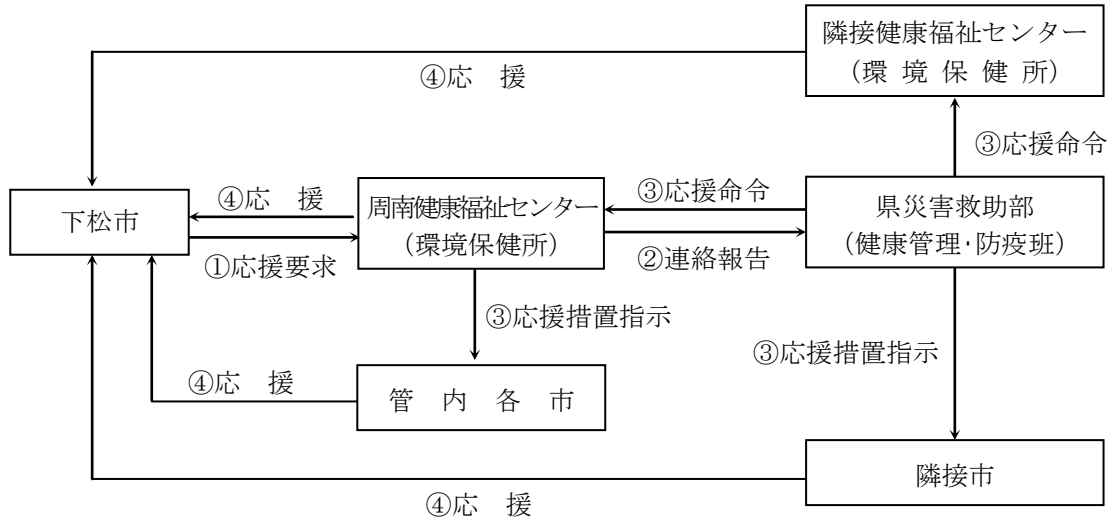 隣接健康福祉センター
（環 境 保 健 所）
④応　援
③応援命令
下松市
④応　援
①応援要求
周南健康福祉センター
（環境保健所）
③応援命令
②連絡報告
県災害救助部
（健康管理・防疫班）
③応援措置指示
③応援措置指示
④応　援
管　内　各　市
隣接市
④応　援